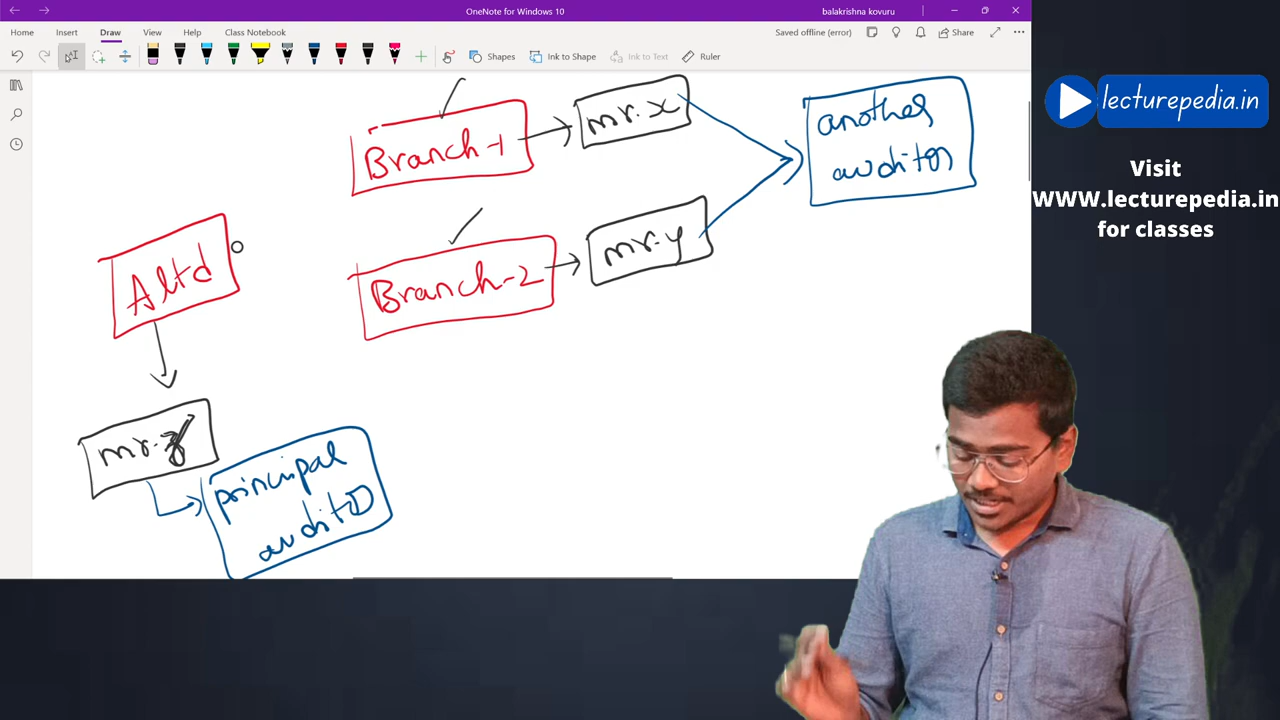 OneNote for Windows 10
balakrishna kovuru
Home Insert Draw View Help Class Notebook
Saved offline (error)
Share
Shapes
Ink to Shape
Ink to Text
Ruler
Branch-1
mr.x
another
auditor
Branch-2
mr.y
A ltd
mr.z
principal
auditor
lecturepedia.in
Visit
WWW.lecturepedia.in
for classes